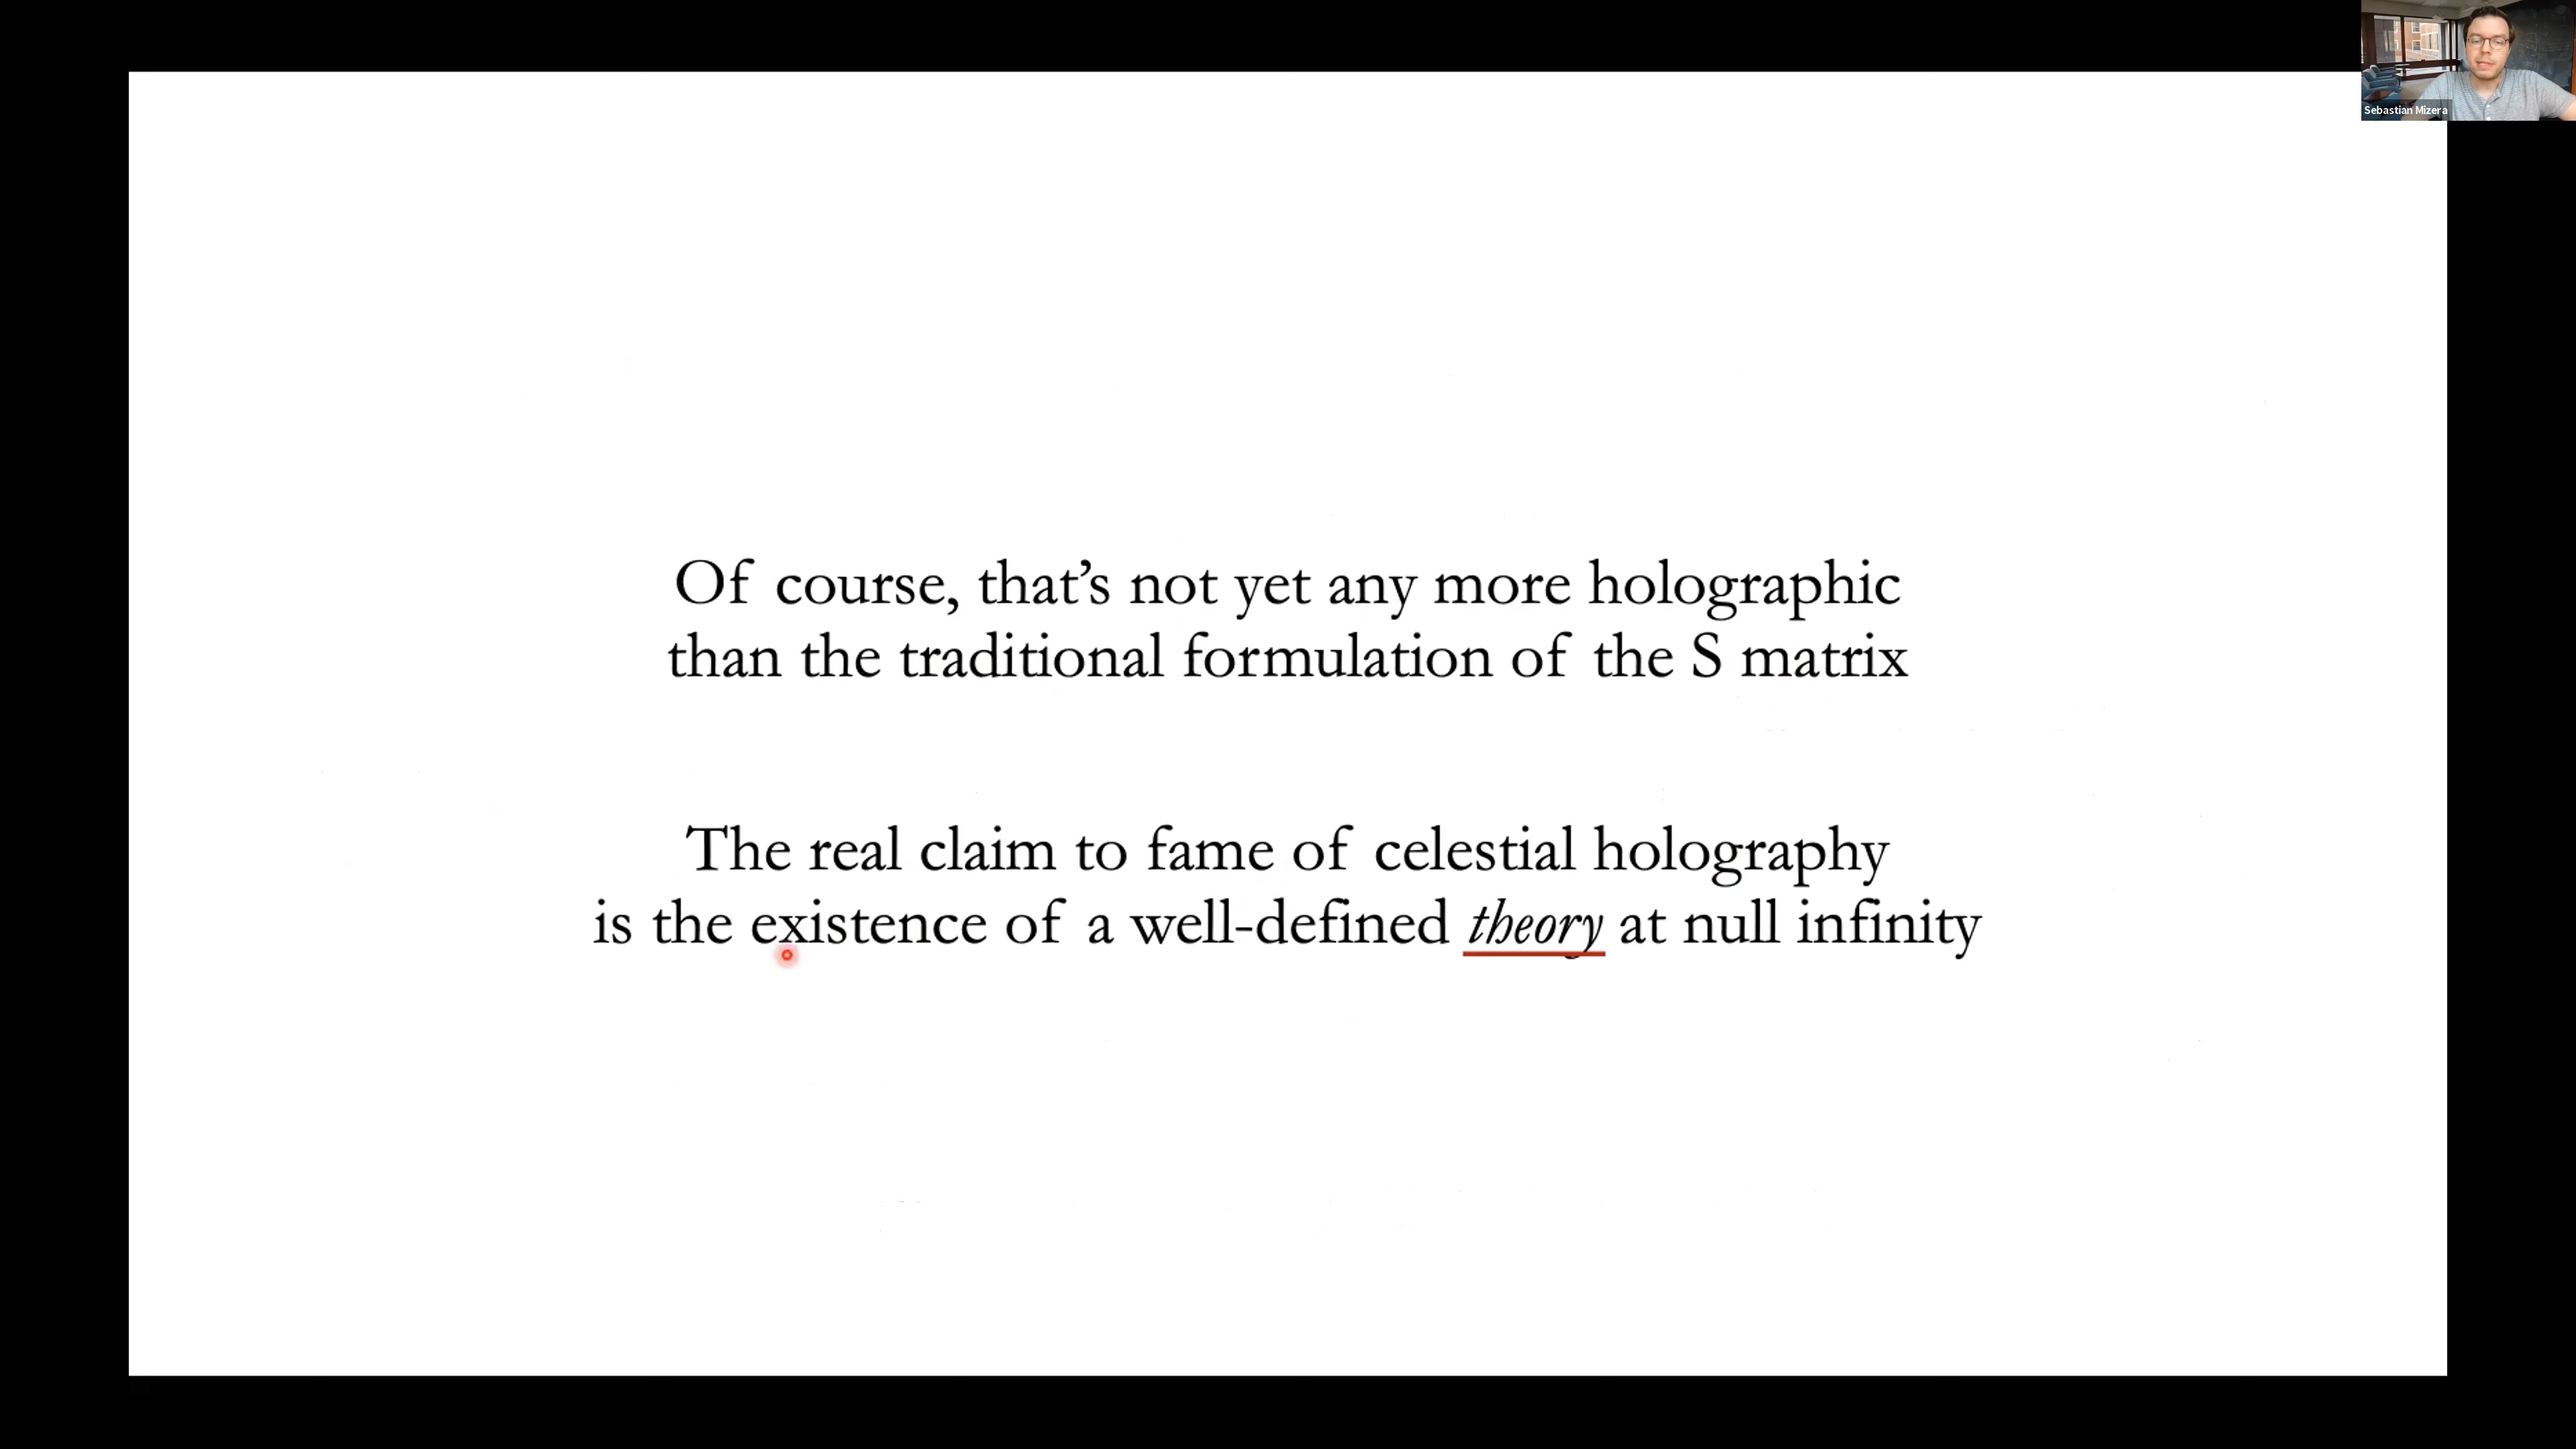 Sebastian Mizera
Of course, that’s not yet any more holographic
than the traditional formulation of the S matrix
The real claim to fame of celestial holography
is the existence of a well-defined theory at null infinity